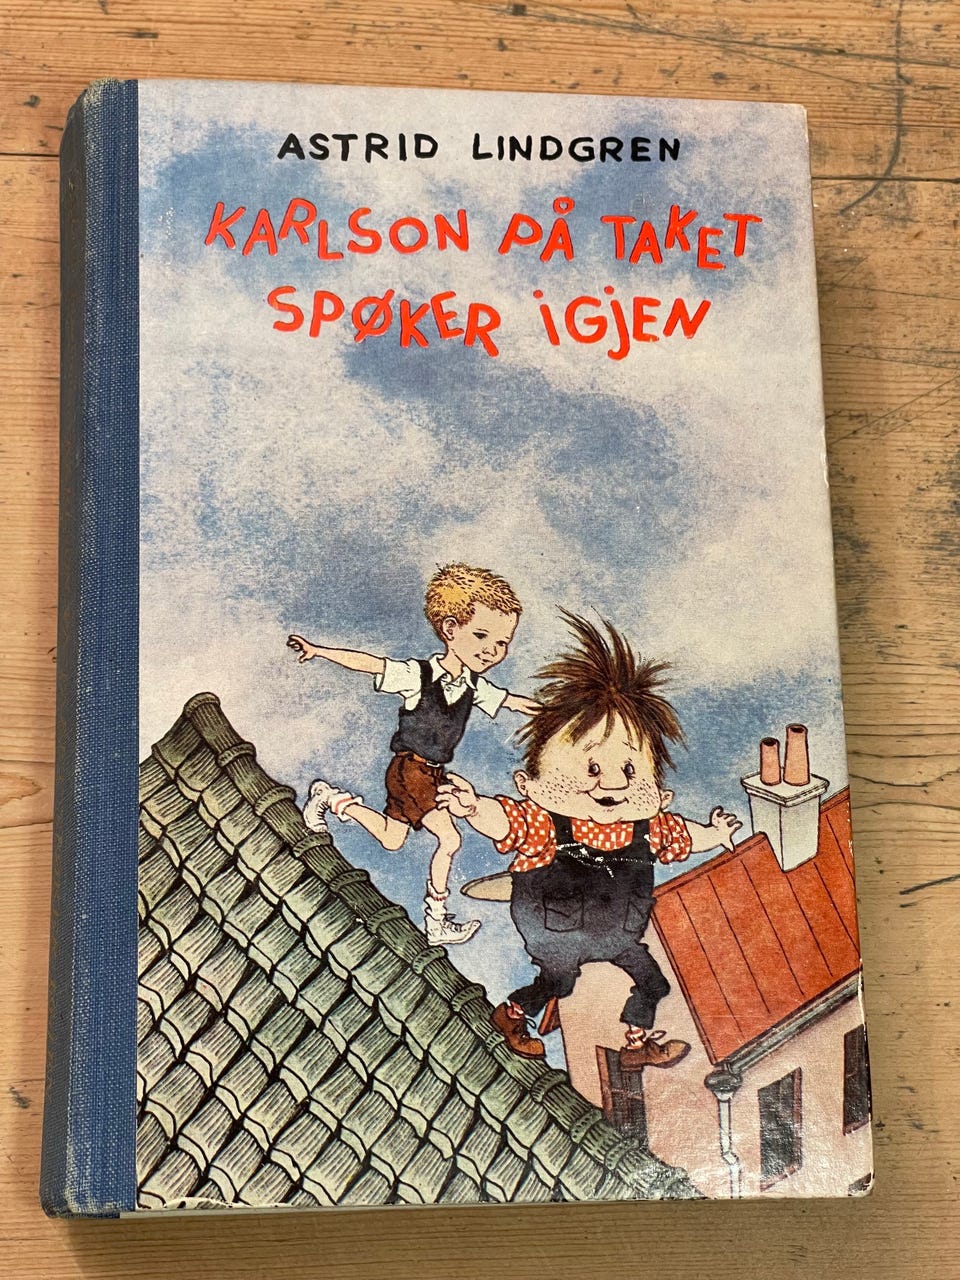 ASTRID LINDGREN
KARLSON PÅ TAKET
SPØKER IGJEN